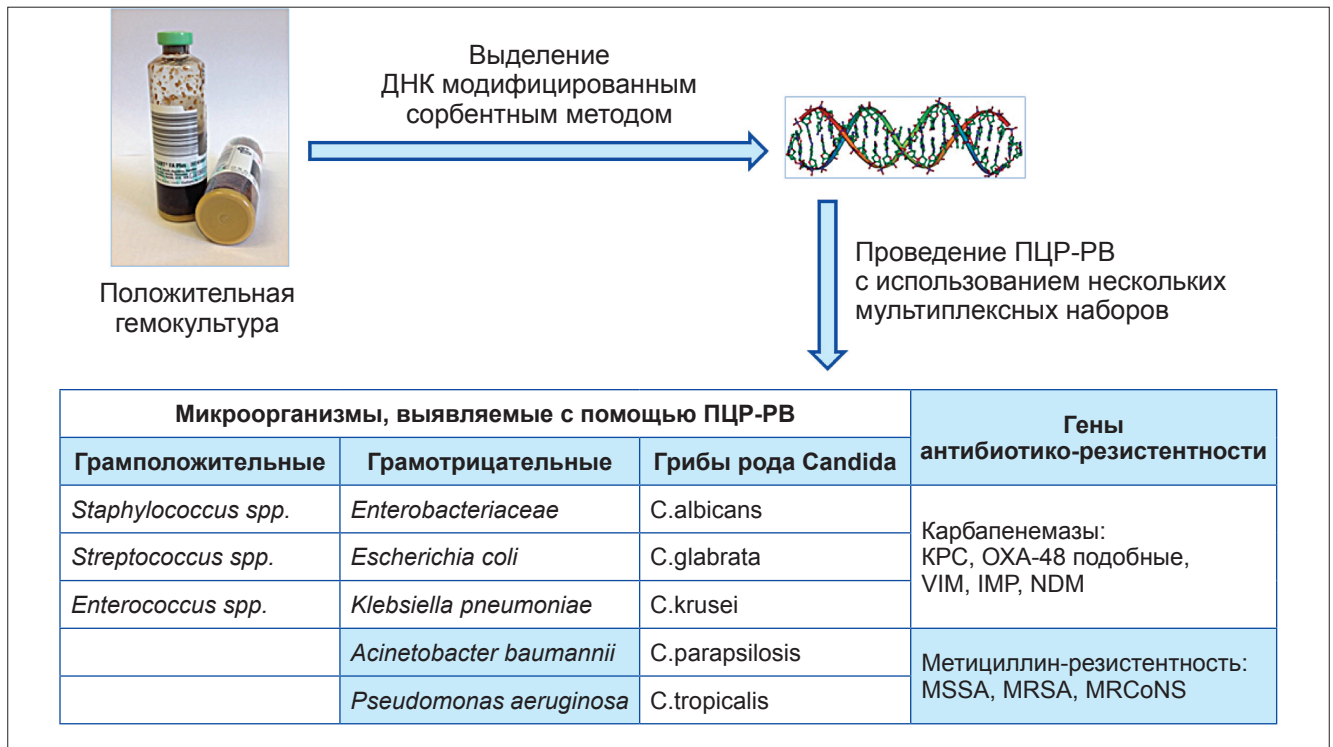 Выделение
ДНК модифицированным
сорбентным методом
FA Plus
Положительная
гемокультура
Проведение ПЦР-РВ
с использованием нескольких
мультиплексных наборов
Микроорганизмы, выявляемые с помощью ПЦР-РВ
Гены
антибиотико-резистентности
Грамположительные
Грамотрицательные
Грибы рода Candida
Staphylococcus spp.
Enterobacteriaceae
C.albicans
Карбапенемазы:
КРС, ОХА-48 подобные,
VIM, IMP, NDM
Streptococcus spp.
Escherichia coli
C.glabrata
Enterococcus spp.
Klebsiella pneumoniae
C.krusei
Acinetobacter baumannii
C.parapsilosis
Метициллин-резистентность:
MSSA, MRSA, MRCoNS
Pseudomonas aeruginosa
C.tropicalis